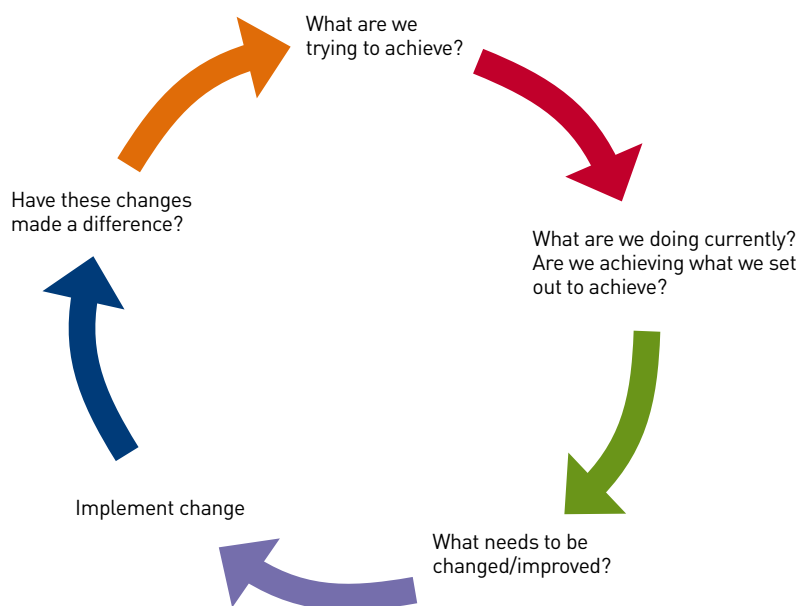 What are we
trying to achieve?
What are we doing currently?
Are we achieving what we set
out to achieve?
What needs to be
changed/improved?
Implement change
Have these changes
made a difference?